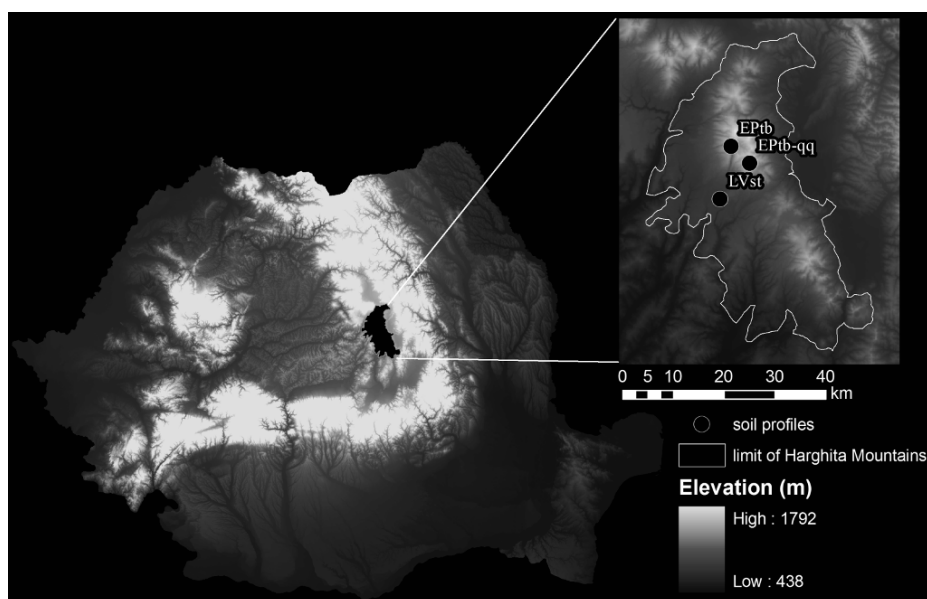 EPtb
EPtb-qq
LVst
0 5 10 20 30 40
km
soil profiles
limit of Harghita Mountains
Elevation (m)
High : 1792
Low : 438